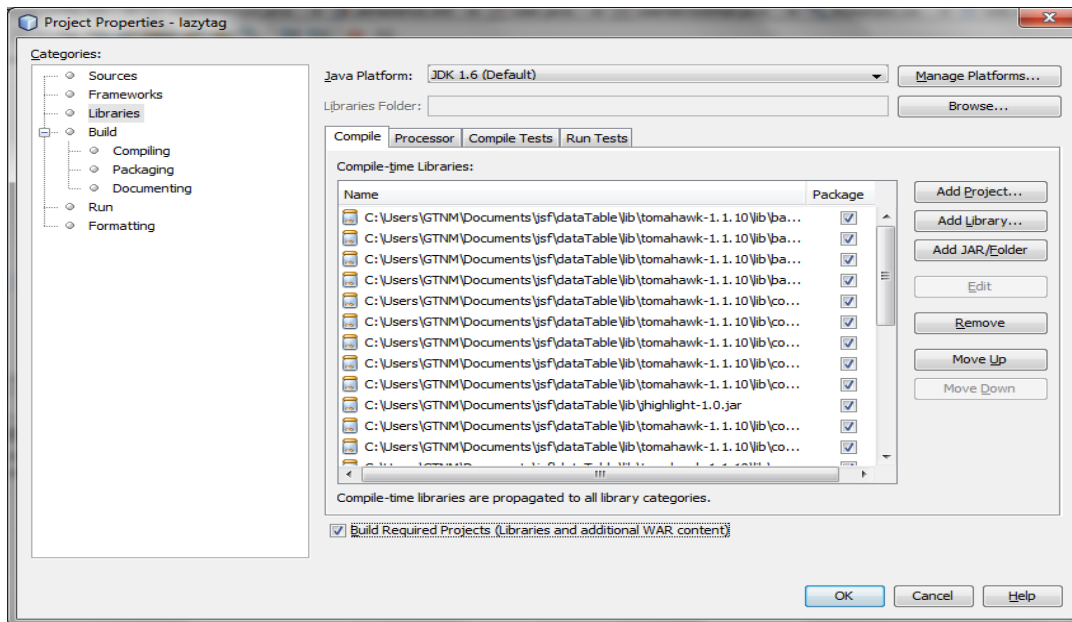 Project Properties - lazytag
Categories:
Sources
Frameworks
Libraries
Build
Compiling
Packaging
Documenting
Run
Formatting
Java Platform: JDK 1.6 (Default) Manage Platforms...
Libraries Folder: Browse...
Compile Processor Compile Tests Run Tests
Compile-time Libraries:
Name Package
C:\Users\GTNM\Documents\jsf\dataTable\lib\tomahawk-1.1.10\lib\ba...
C:\Users\GTNM\Documents\jsf\dataTable\lib\tomahawk-1.1.10\lib\ba...
C:\Users\GTNM\Documents\jsf\dataTable\lib\tomahawk-1.1.10\lib\ba...
C:\Users\GTNM\Documents\jsf\dataTable\lib\tomahawk-1.1.10\lib\ba...
C:\Users\GTNM\Documents\jsf\dataTable\lib\tomahawk-1.1.10\lib\co...
C:\Users\GTNM\Documents\jsf\dataTable\lib\tomahawk-1.1.10\lib\co...
C:\Users\GTNM\Documents\jsf\dataTable\lib\tomahawk-1.1.10\lib\co...
C:\Users\GTNM\Documents\jsf\dataTable\lib\tomahawk-1.1.10\lib\co...
C:\Users\GTNM\Documents\jsf\dataTable\lib\tomahawk-1.1.10\lib\co...
C:\Users\GTNM\Documents\jsf\dataTable\lib\jhighlight-1.0.jar
C:\Users\GTNM\Documents\jsf\dataTable\lib\tomahawk-1.1.10\lib\co...
C:\Users\GTNM\Documents\jsf\dataTable\lib\tomahawk-1.1.10\lib\co...
Add Project...
Add Library...
Add JAR/Folder
Edit
Remove
Move Up
Move Down
Compile-time libraries are propagated to all library categories.
Build Required Projects (Libraries and additional WAR content)
OK Cancel Help